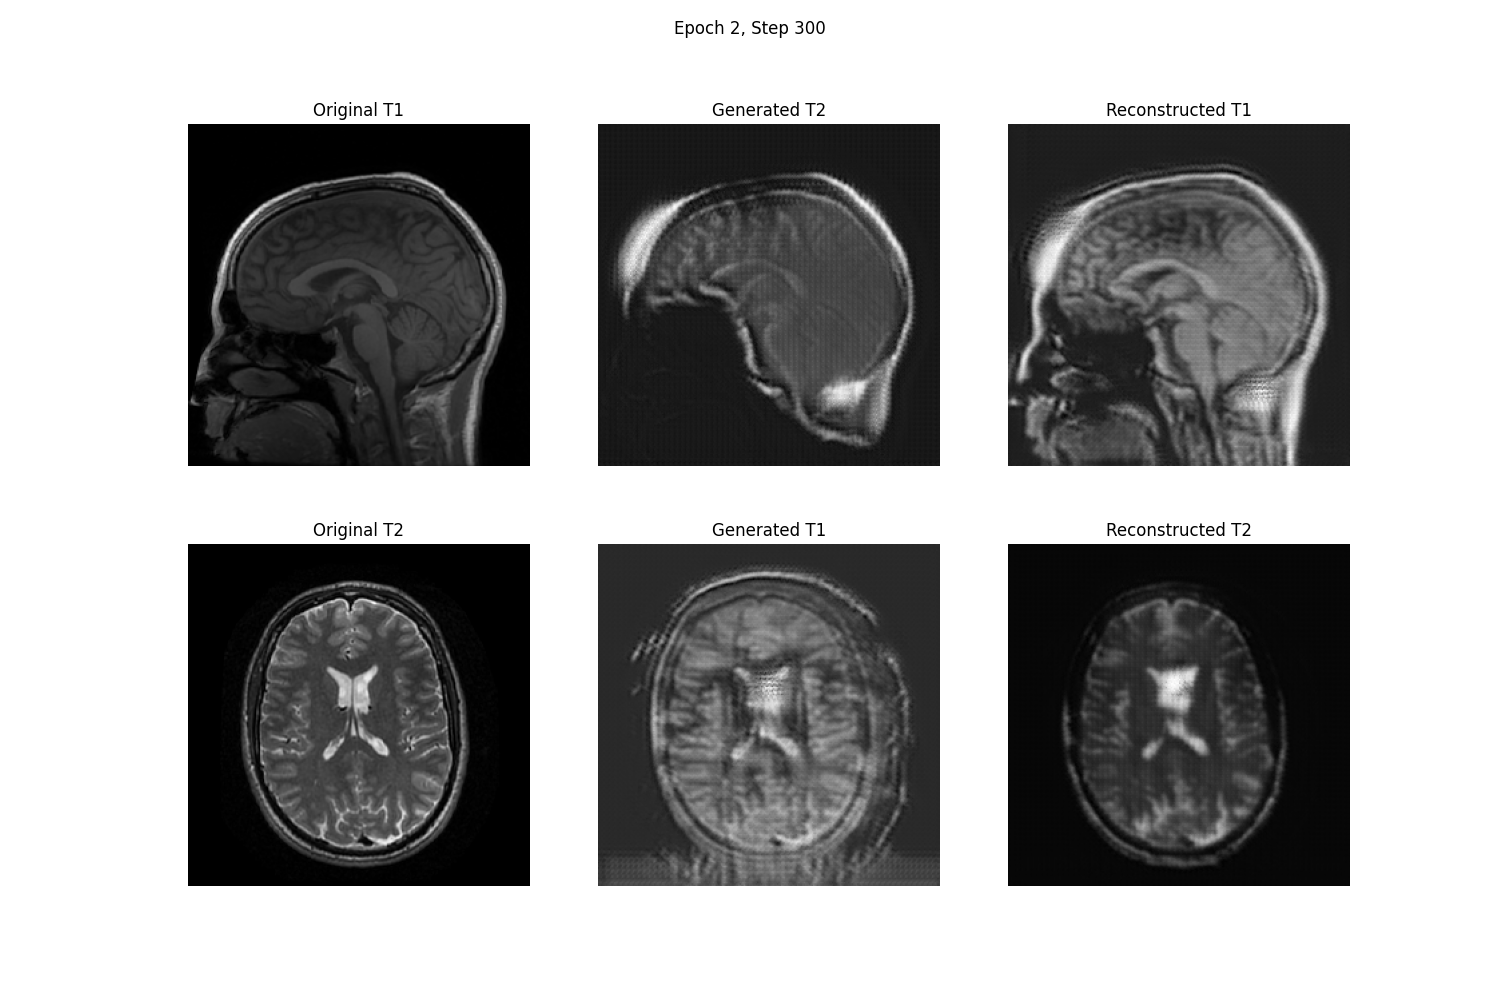 Epoch 2, Step 300
Original T1
Generated T2
Reconstructed T1
Original T2
Generated T1
Reconstructed T2